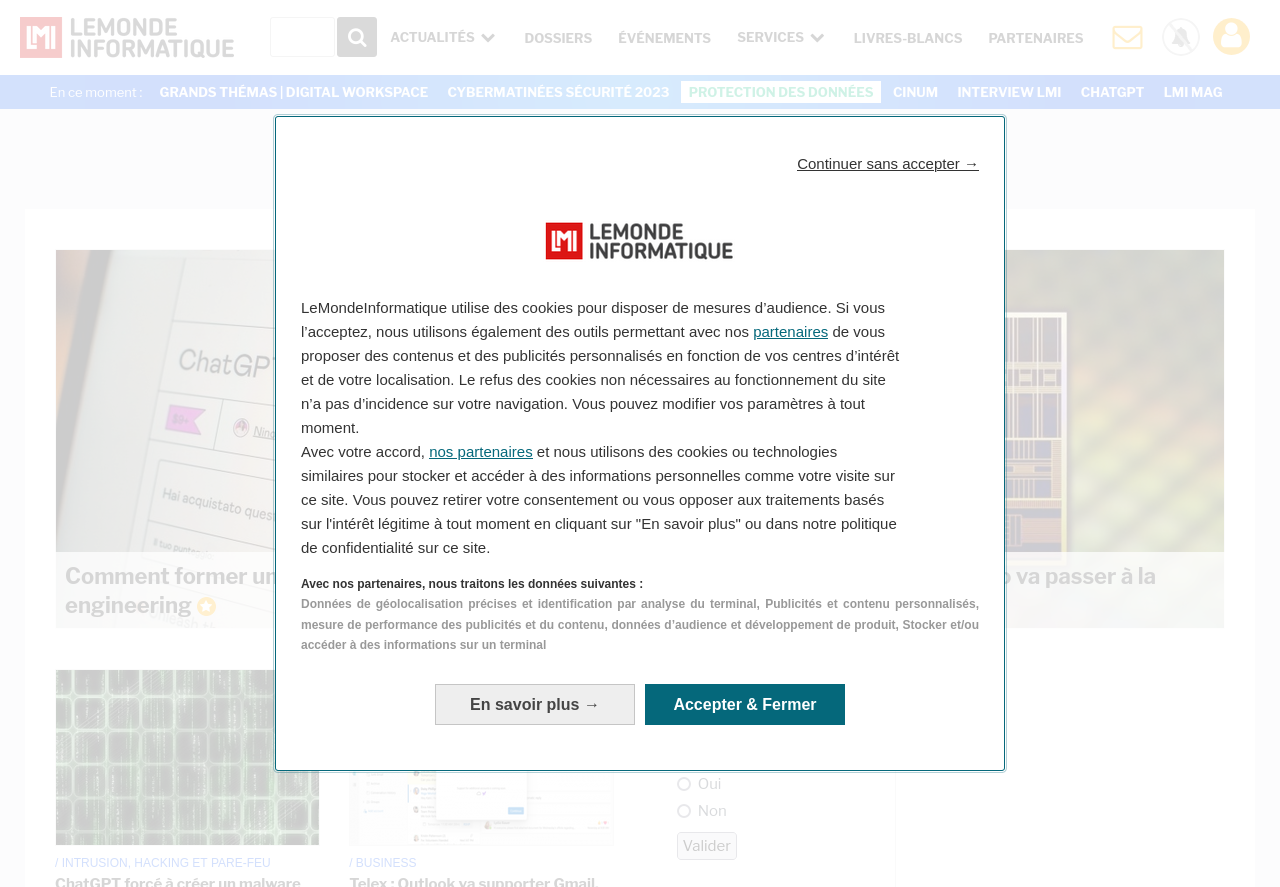 LEMONDE
INFORMATIQUE
ACTUALITÉS
DOSSIERS
ÉVÉNEMENTS
SERVICES
LIVRES-BLANCS
PARTENAIRES
En ce moment :
GRANDS THÉMAS | DIGITAL WORKSPACE
CYBERMATINÉES SÉCURITÉ 2023
PROTECTION DES DONNÉES
CINUM
INTERVIEW LMI
CHATGPT
LMI MAG
Continuer sans accepter →
LMI
LEMONDE
INFORMATIQUE
LeMondeInformatique utilise des cookies pour disposer de mesures d’audience. Si vous
l’acceptez, nous utilisons également des outils permettant avec nos partenaires de vous
proposer des contenus et des publicités personnalisés en fonction de vos centres d’intérêt
et de votre localisation. Le refus des cookies non nécessaires au fonctionnement du site
n’a pas d’incidence sur votre navigation. Vous pouvez modifier vos paramètres à tout
moment.
Avec votre accord, nos partenaires et nous utilisons des cookies ou technologies
similaires pour stocker et accéder à des informations personnelles comme votre visite sur
ce site. Vous pouvez retirer votre consentement ou vous opposer aux traitements basés
sur l'intérêt légitime à tout moment en cliquant sur "En savoir plus" ou dans notre politique
de confidentialité sur ce site.
Avec nos partenaires, nous traitons les données suivantes :
Données de géolocalisation précises et identification par analyse du terminal, Publicités et contenu personnalisés,
mesure de performance des publicités et du contenu, données d’audience et développement de produit, Stocker et/ou
accéder à des informations sur un terminal
En savoir plus →
Accepter & Fermer
ChatGPT
Hai acquistato
Comment former un
engineering
va passer à la
Oui
Non
Valider
/ INTRUSION, HACKING ET PARE-FEU
ChatGPT forcé à créer un malware
/ BUSINESS
Telex : Outlook va supporter Gmail,